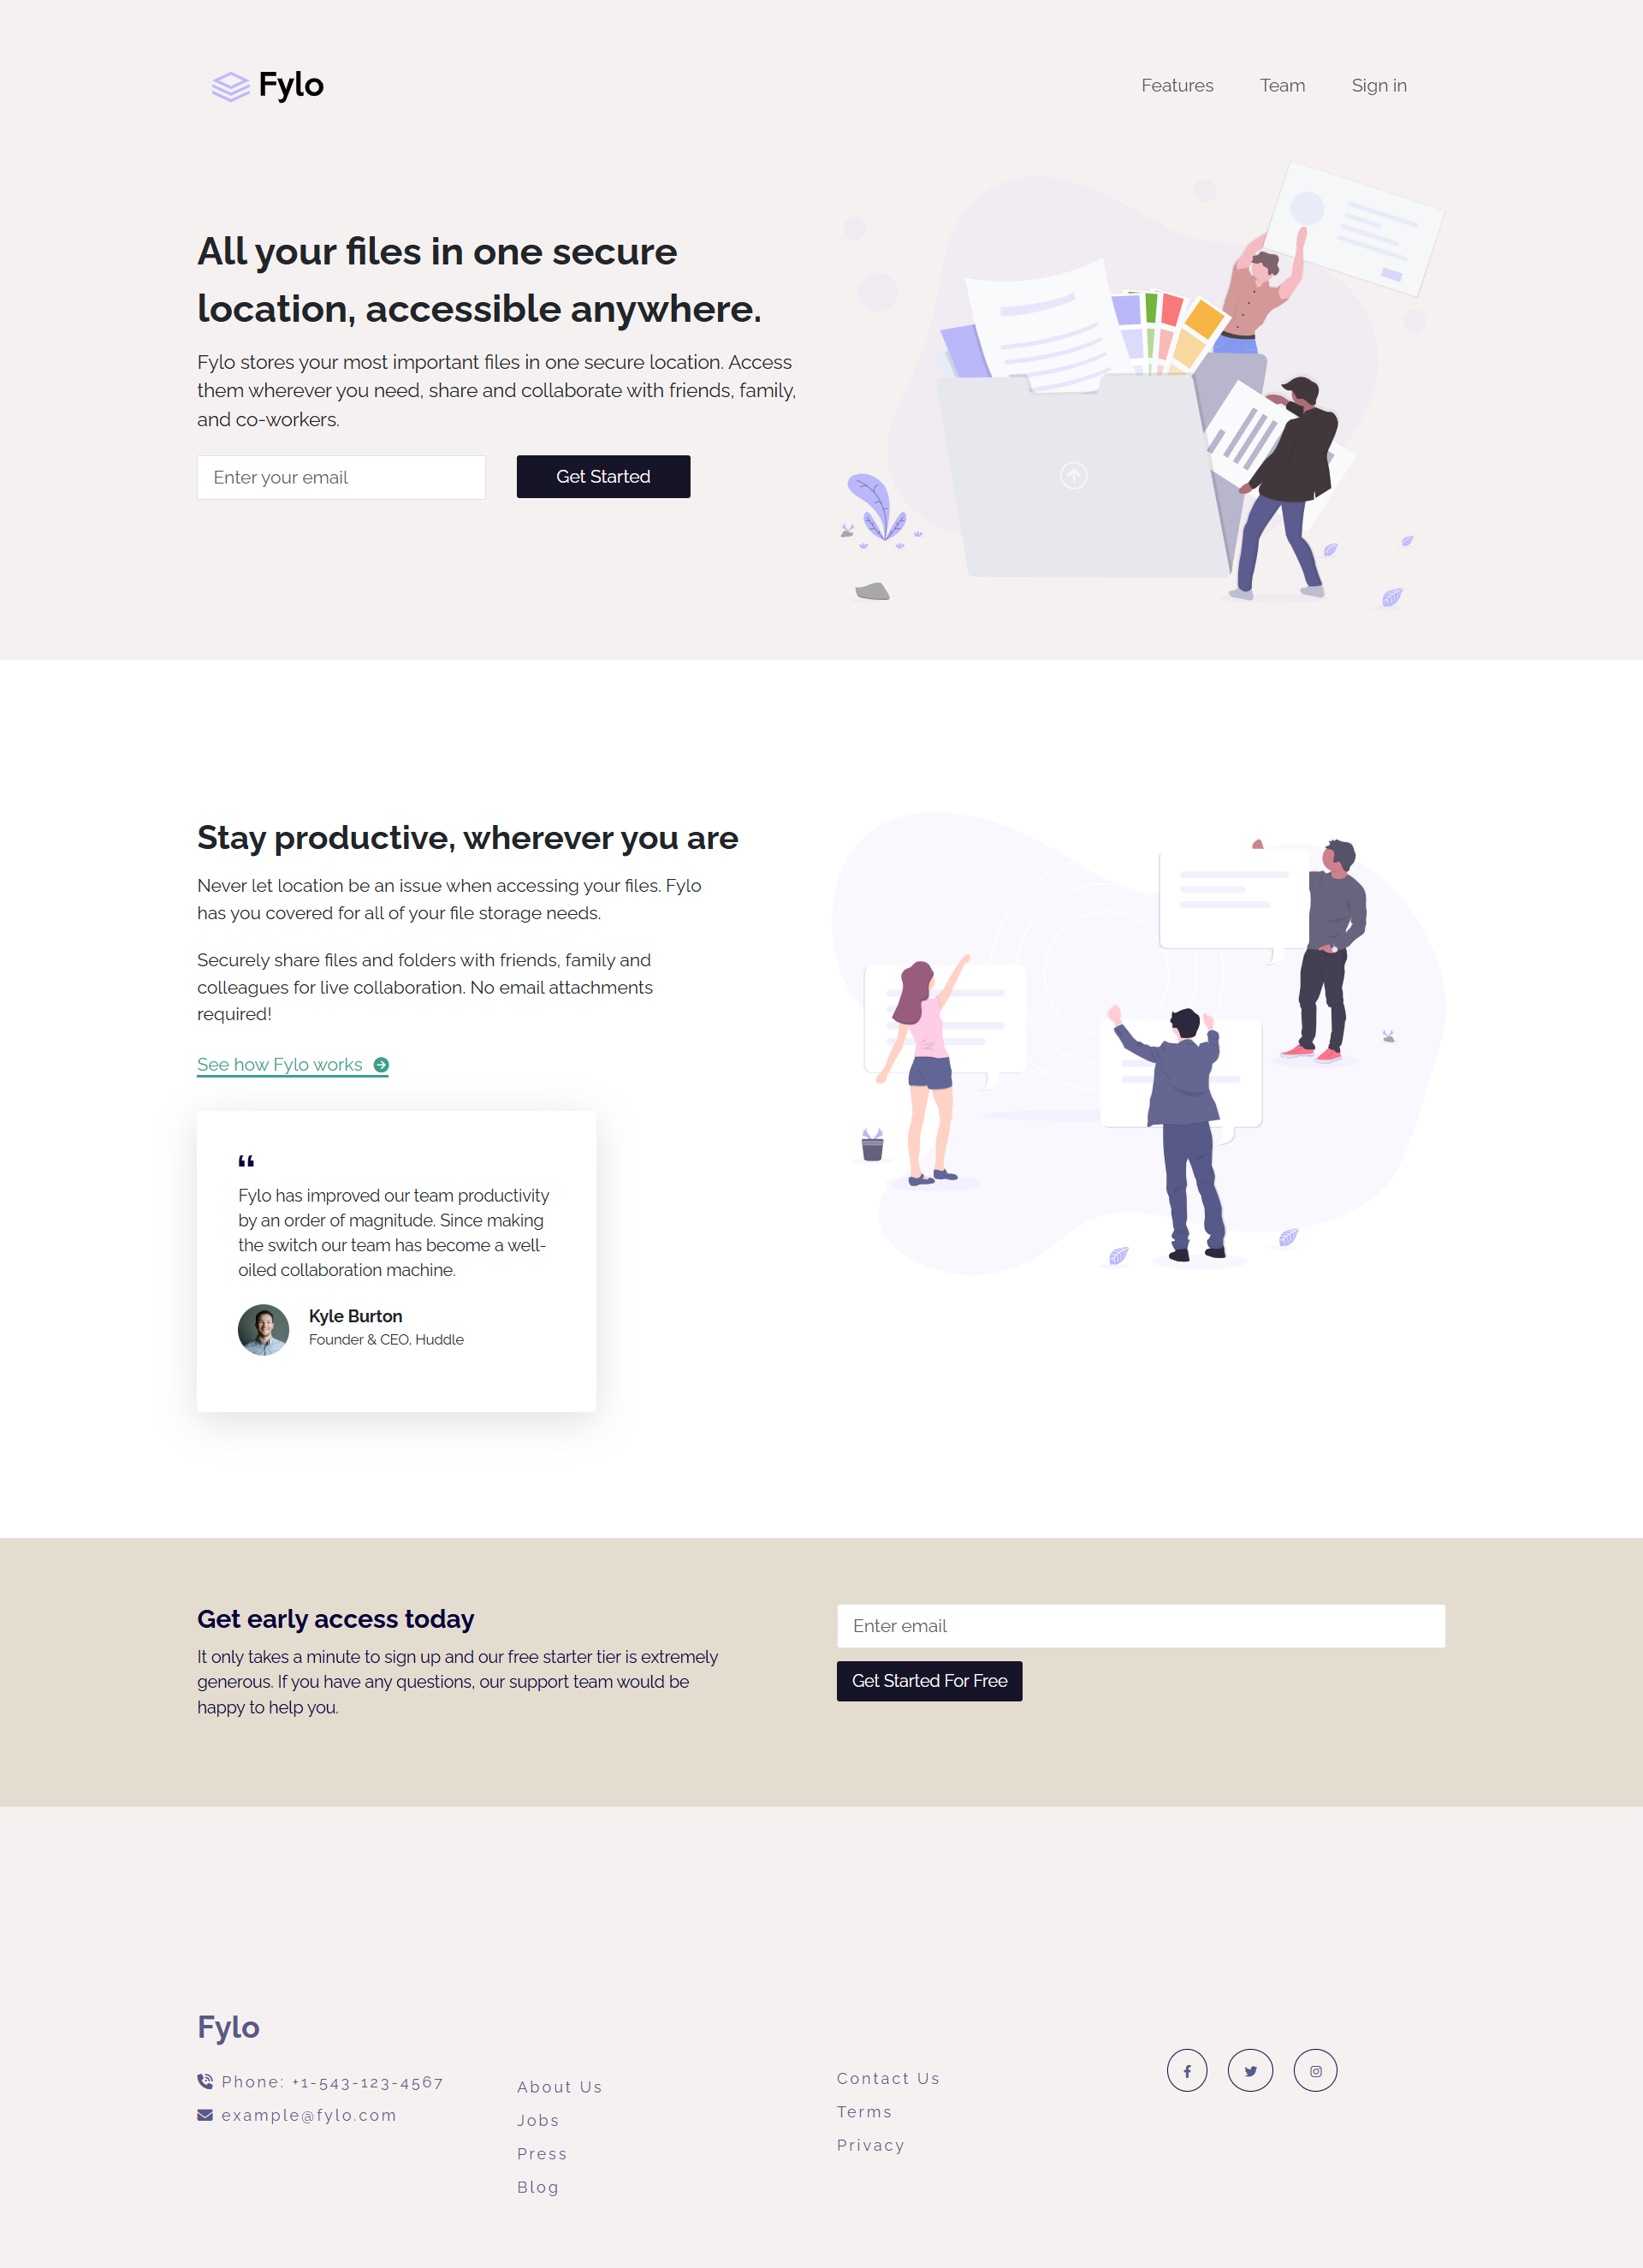 Fylo
Features
Team
Sign in
All your files in one secure
location, accessible anywhere.
Fylo stores your most important files in one secure location. Access
them wherever you need, share and collaborate with friends, family,
and co-workers.
Enter your email
Get Started
Stay productive, wherever you are
Never let location be an issue when accessing your files. Fylo
has you covered for all of your file storage needs.
Securely share files and folders with friends, family and
colleagues for live collaboration. No email attachments
required!
See how Fylo works
“
Fylo has improved our team productivity
by an order of magnitude. Since making
the switch our team has become a well-
oiled collaboration machine.
Kyle Burton
Founder & CEO, Huddle
Get early access today
It only takes a minute to sign up and our free starter tier is extremely
generous. If you have any questions, our support team would be
happy to help you.
Enter email
Get Started For Free
Fylo
Phone: +1-543-123-4567
example@fylo.com
About Us
Jobs
Press
Blog
Contact Us
Terms
Privacy